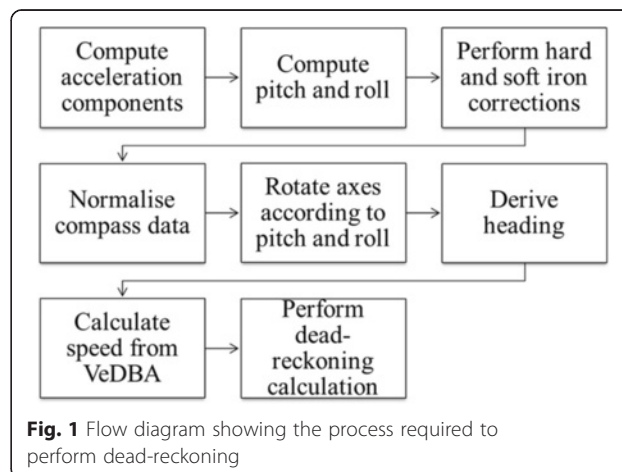 Compute
acceleration
components
Compute
pitch and roll
Perform hard
and soft iron
corrections
Normalise
compass data
Rotate axes
according to
pitch and roll
Derive
heading
Calculate
speed from
VeDBA
Perform
dead-
reckoning
calculation
Fig. 1 Flow diagram showing the process required to
perform dead-reckoning